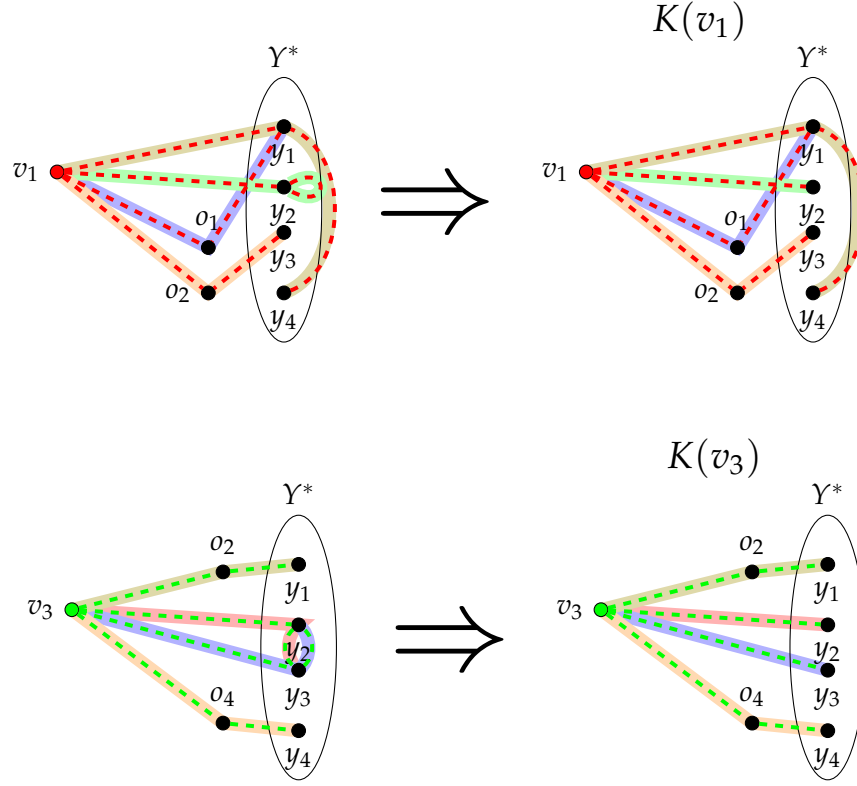 K(v₁)
Y* Y*
v₁ y₁ v₁ y₁
o₁ y₂ o₁ y₂
o₂ y₃ o₂ y₃
y₄ y₄
K(v₃)
Y* Y*
o₂ o₂
v₃ y₁ v₃ y₁
y₂ y₂
o₄ y₃ o₄ y₃
y₄ y₄